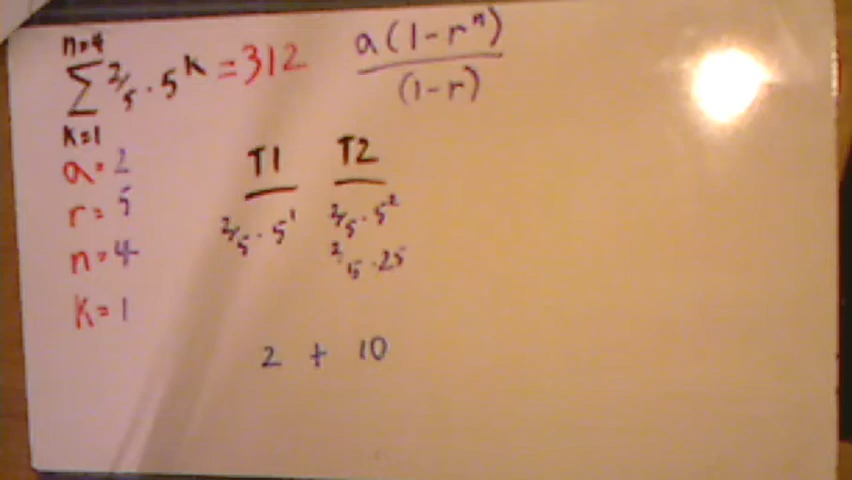 n=4
∑ 2/5 · 5^k = 312
k=1
a(1-r^n)
(1-r)
a=2
r=5
n=4
k=1
T1 T2
2/5 · 5^1 2/5 · 5^2
2/5 · 25
2 + 10